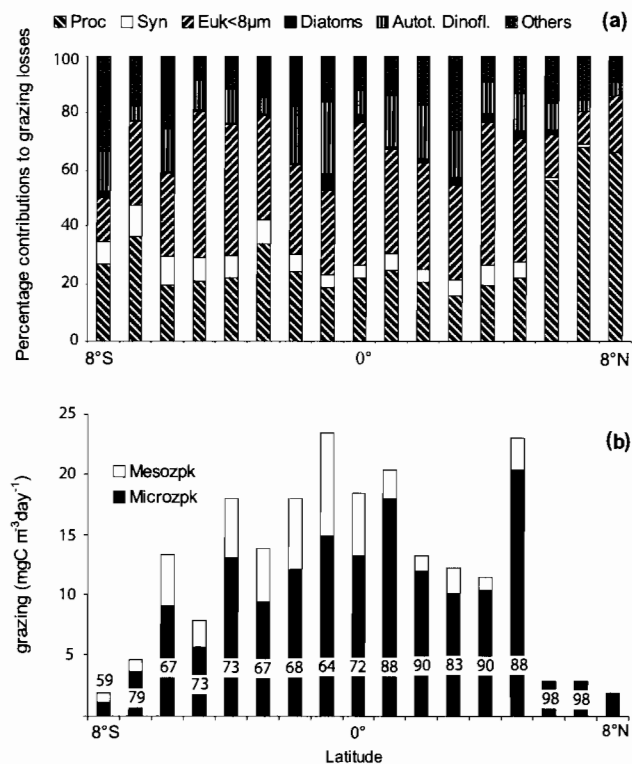 Proc Syn Euk<8µm Diatoms Autot. Dinofl. Others (a)
Percentage contributions to grazing losses
100
80
60
40
20
0
8°S 0° 8°N
(b)
Mesozpk
Microzpk
grazing (mgC m⁻³day⁻¹)
25
20
15
10
5
59 79 67 73 73 67 68 64 72 88 90 83 90 88 98 98
8°S 0° 8°N
Latitude